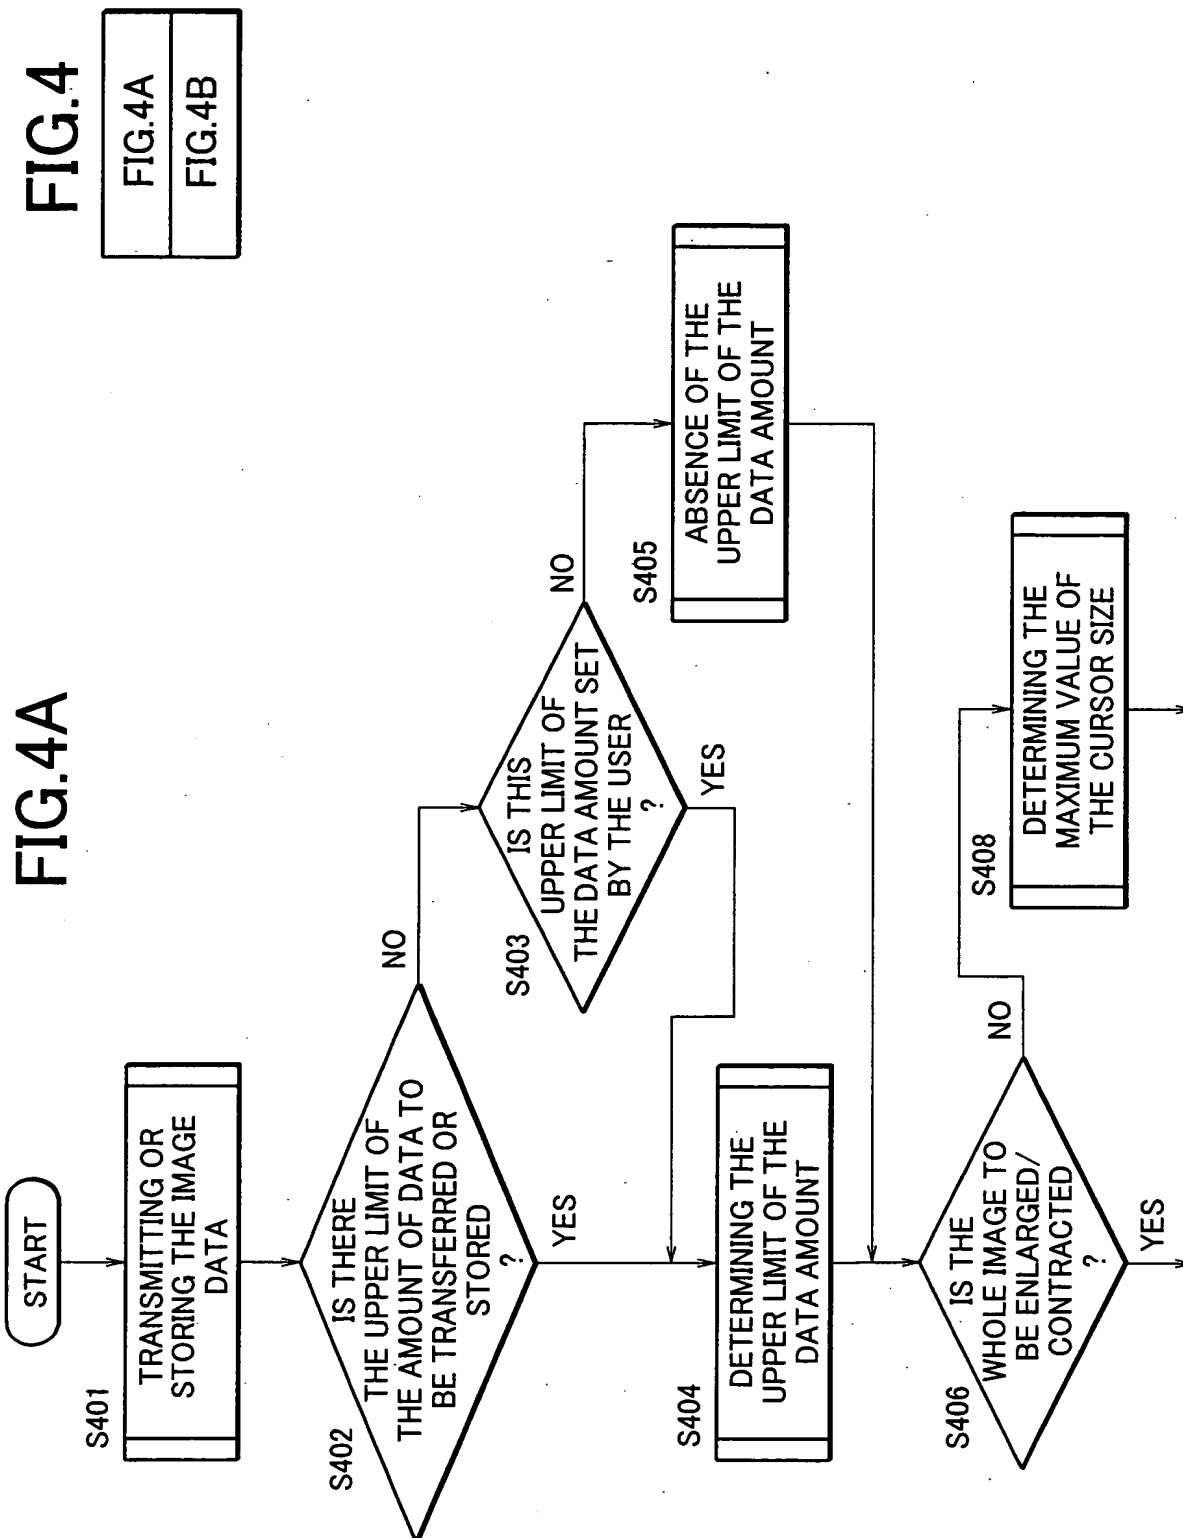 FIG.4
FIG.4A
FIG.4B
FIG.4A
START
S401
TRANSMITTING OR
STORING THE IMAGE
DATA
S402
IS THERE
THE UPPER LIMIT OF
THE AMOUNT OF DATA TO
BE TRANSFERRED OR
STORED
?
NO
YES
S403
IS THIS
UPPER LIMIT OF
THE DATA AMOUNT SET
BY THE USER
?
NO
YES
S404
DETERMINING THE
UPPER LIMIT OF THE
DATA AMOUNT
S405
ABSENCE OF THE
UPPER LIMIT OF THE
DATA AMOUNT
S406
IS THE
WHOLE IMAGE TO
BE ENLARGED/
CONTRACTED
?
NO
YES
S408
DETERMINING THE
MAXIMUM VALUE OF
THE CURSOR SIZE